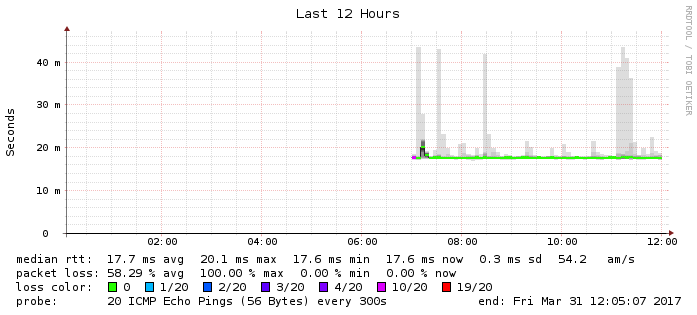 Last 12 Hours
RRDTOOL / TOBI OETIKER
Seconds
40 m
30 m
20 m
10 m
0
02:00 04:00 06:00 08:00 10:00 12:00
median rtt: 17.7 ms avg 20.1 ms max 17.6 ms min 17.6 ms now 0.3 ms sd 54.2 am/s
packet loss: 58.29 % avg 100.00 % max 0.00 % min 0.00 % now
loss color: 0 1/20 2/20 3/20 4/20 10/20 19/20
probe: 20 ICMP Echo Pings (56 Bytes) every 300s end: Fri Mar 31 12:05:07 2017